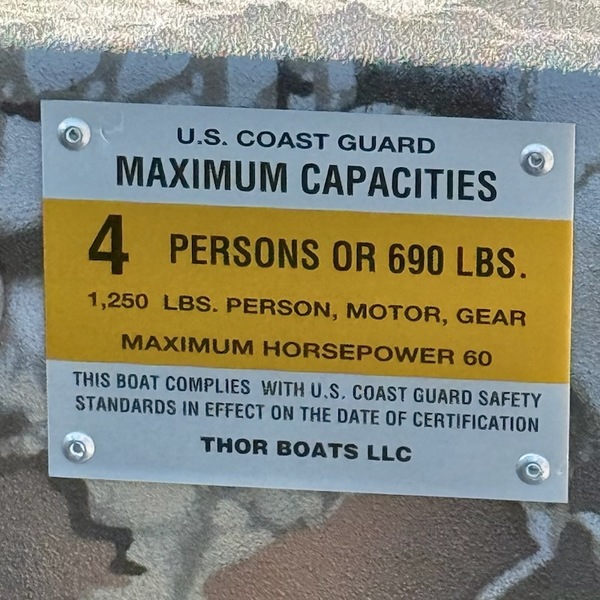 U.S. COAST GUARD
MAXIMUM CAPACITIES
4 PERSONS OR 690 LBS.
1,250 LBS. PERSON, MOTOR, GEAR
MAXIMUM HORSEPOWER 60
THIS BOAT COMPLIES WITH U.S. COAST GUARD SAFETY
STANDARDS IN EFFECT ON THE DATE OF CERTIFICATION
THOR BOATS LLC